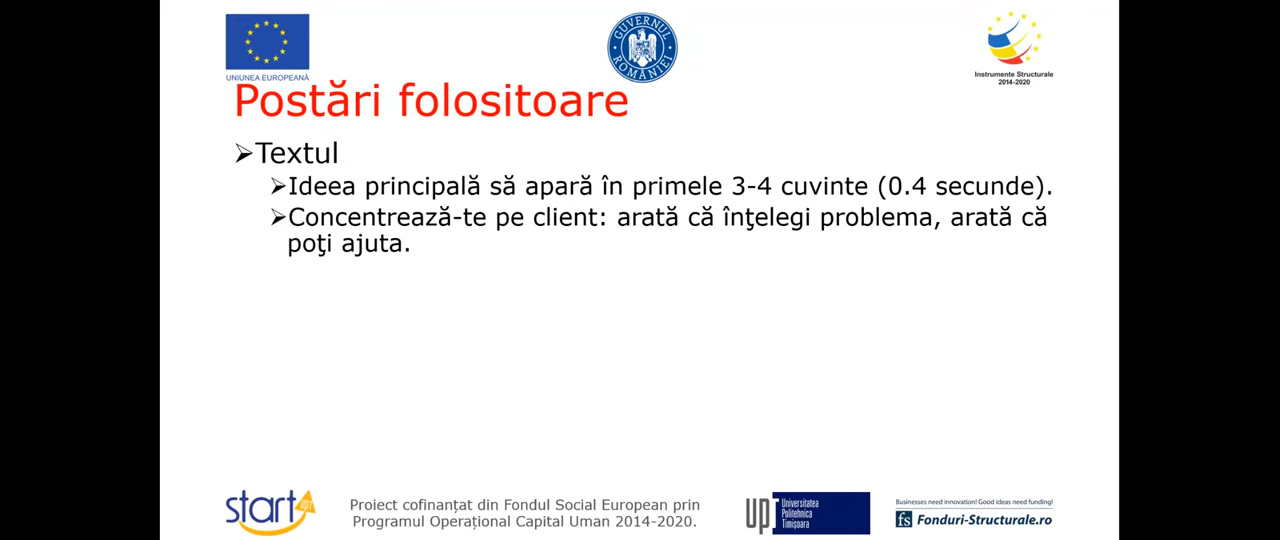 UNIUNEA EUROPEANĂ
GUVERNUL ROMÂNIEI
Instrumente Structurale
2014-2020
Postări folositoare
Textul
Ideea principală să apară în primele 3-4 cuvinte (0.4 secunde).
Concentrează-te pe client: arată că înţelegi problema, arată că
poţi ajuta.
start
Proiect cofinanțat din Fondul Social European prin
Programul Operațional Capital Uman 2014-2020.
UPT
Universitatea
Politehnica
Timișoara
Businesses need innovation! Good ideas need funding!
fs Fonduri-Structurale.ro